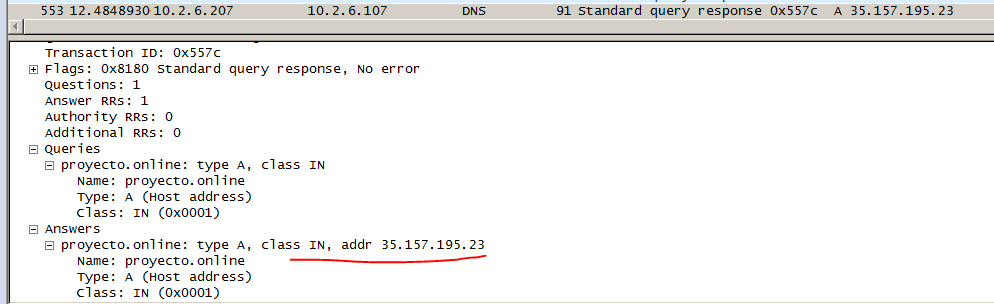 553 12.4848930 10.2.6.207 10.2.6.107 DNS 91 Standard query response 0x557c A 35.157.195.23
Transaction ID: 0x557c
Flags: 0x8180 Standard query response, No error
Questions: 1
Answer RRs: 1
Authority RRs: 0
Additional RRs: 0
Queries
proyecto.online: type A, class IN
Name: proyecto.online
Type: A (Host address)
Class: IN (0x0001)
Answers
proyecto.online: type A, class IN, addr 35.157.195.23
Name: proyecto.online
Type: A (Host address)
Class: IN (0x0001)